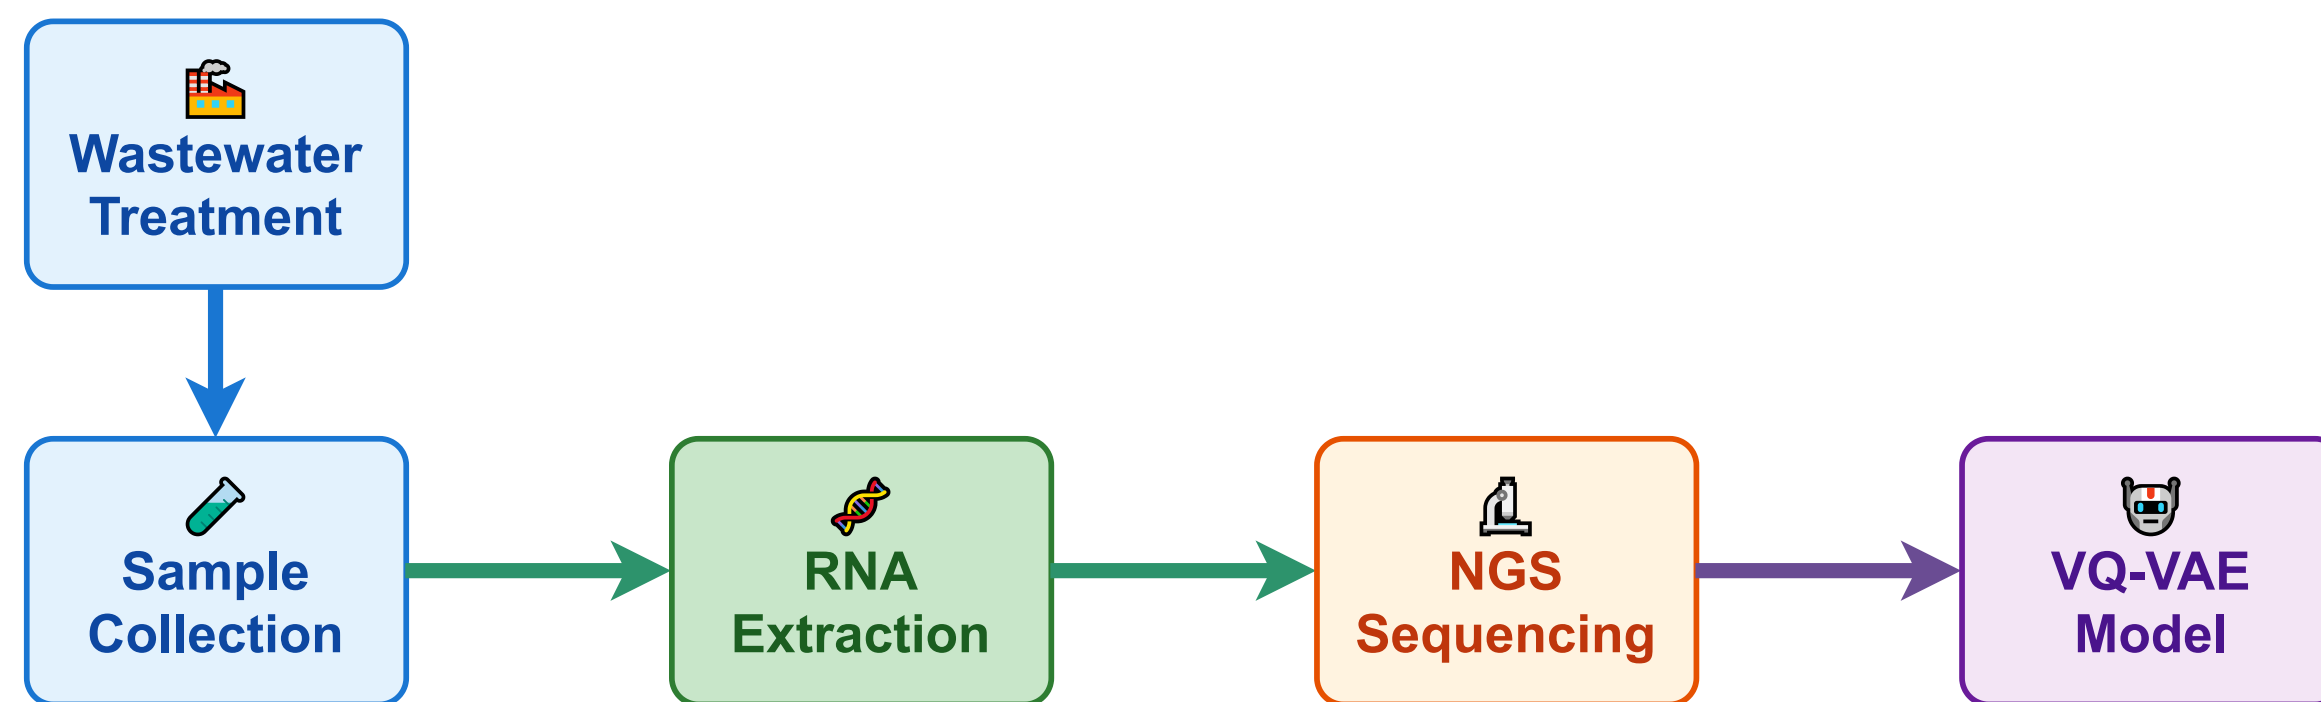 Wastewater
Treatment
Sample
Collection
RNA
Extraction
NGS
Sequencing
VQ-VAE
Model